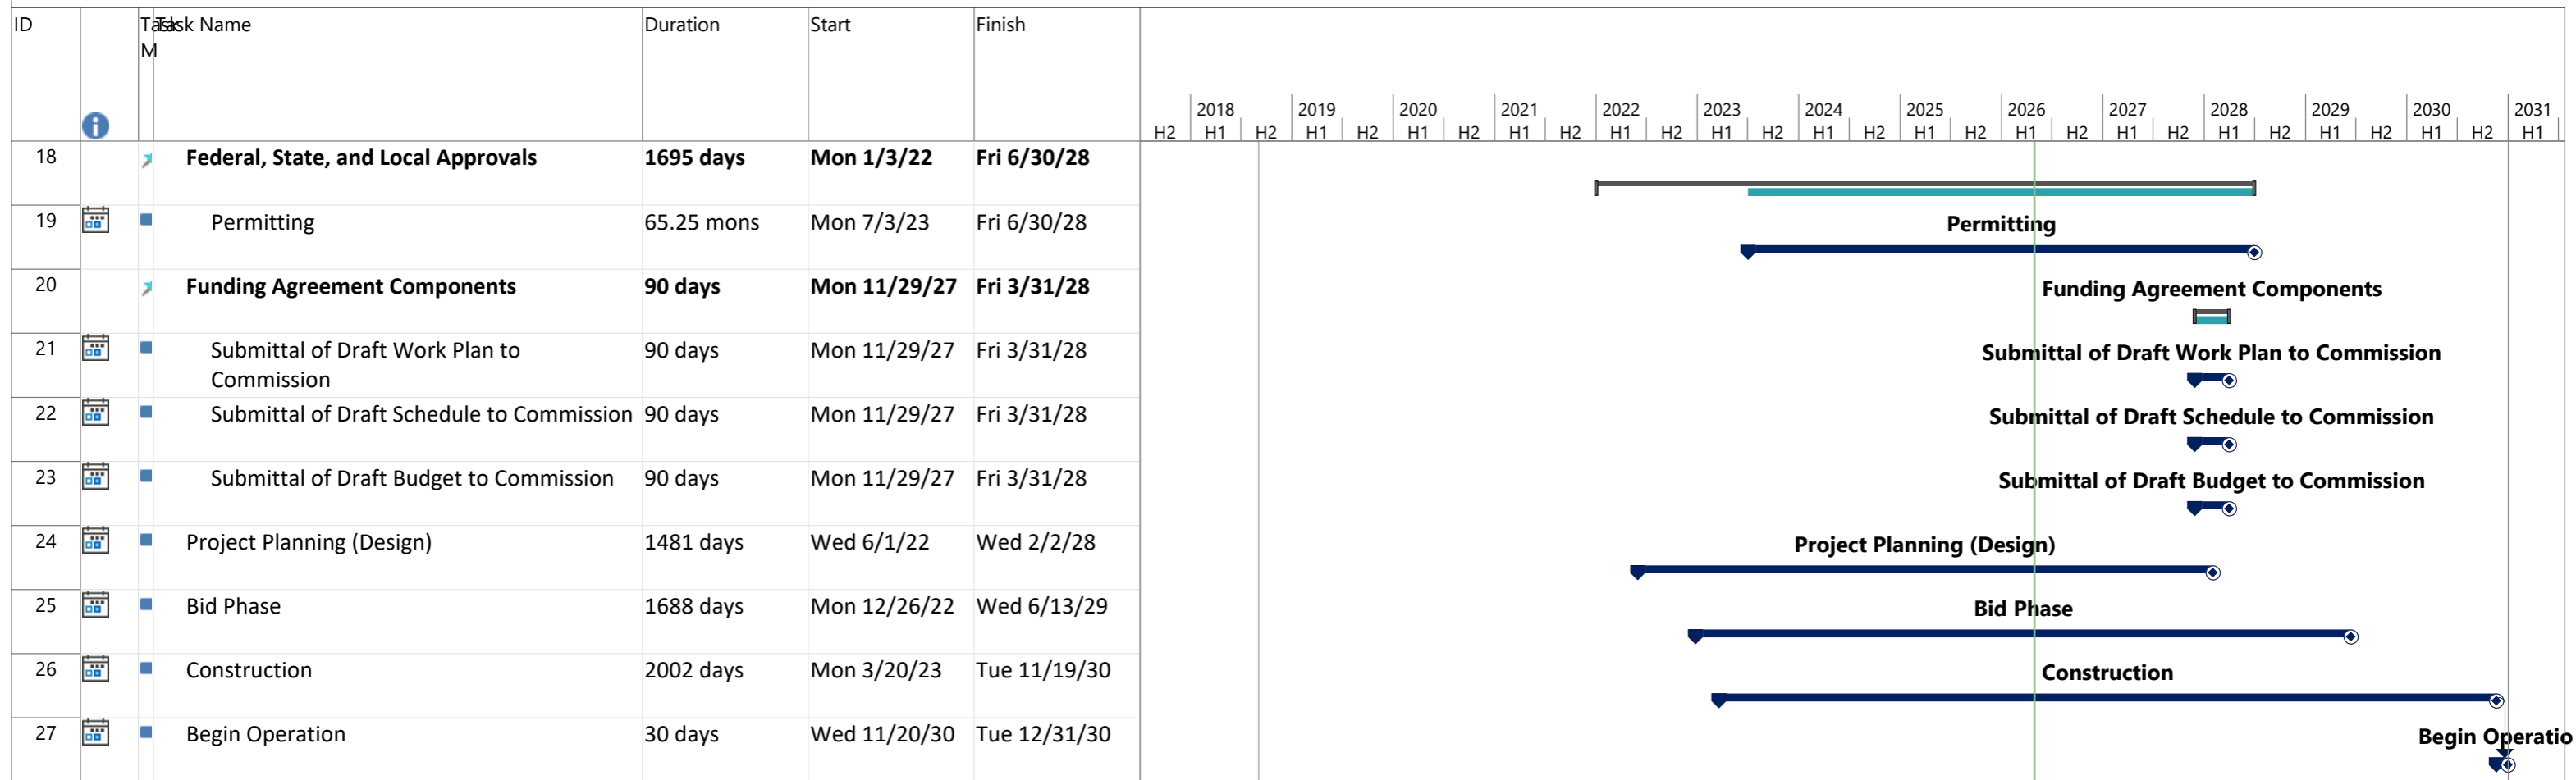 ID Task M Task Name Duration Start Finish
2018 2019 2020 2021 2022 2023 2024 2025 2026 2027 2028 2029 2030 2031
H2 H1 H2 H1 H2 H1 H2 H1 H2 H1 H2 H1 H2 H1 H2 H1 H2 H1 H2 H1 H2 H1 H2 H1 H2 H1 H2 H1
18 Federal, State, and Local Approvals 1695 days Mon 1/3/22 Fri 6/30/28
19 Permitting 65.25 mons Mon 7/3/23 Fri 6/30/28 Permitting
20 Funding Agreement Components 90 days Mon 11/29/27 Fri 3/31/28 Funding Agreement Components
21 Submittal of Draft Work Plan to 90 days Mon 11/29/27 Fri 3/31/28 Submittal of Draft Work Plan to Commission
Commission
22 Submittal of Draft Schedule to Commission 90 days Mon 11/29/27 Fri 3/31/28 Submittal of Draft Schedule to Commission
23 Submittal of Draft Budget to Commission 90 days Mon 11/29/27 Fri 3/31/28 Submittal of Draft Budget to Commission
24 Project Planning (Design) 1481 days Wed 6/1/22 Wed 2/2/28 Project Planning (Design)
25 Bid Phase 1688 days Mon 12/26/22 Wed 6/13/29 Bid Phase
26 Construction 2002 days Mon 3/20/23 Tue 11/19/30 Construction
27 Begin Operation 30 days Wed 11/20/30 Tue 12/31/30 Begin Operatio